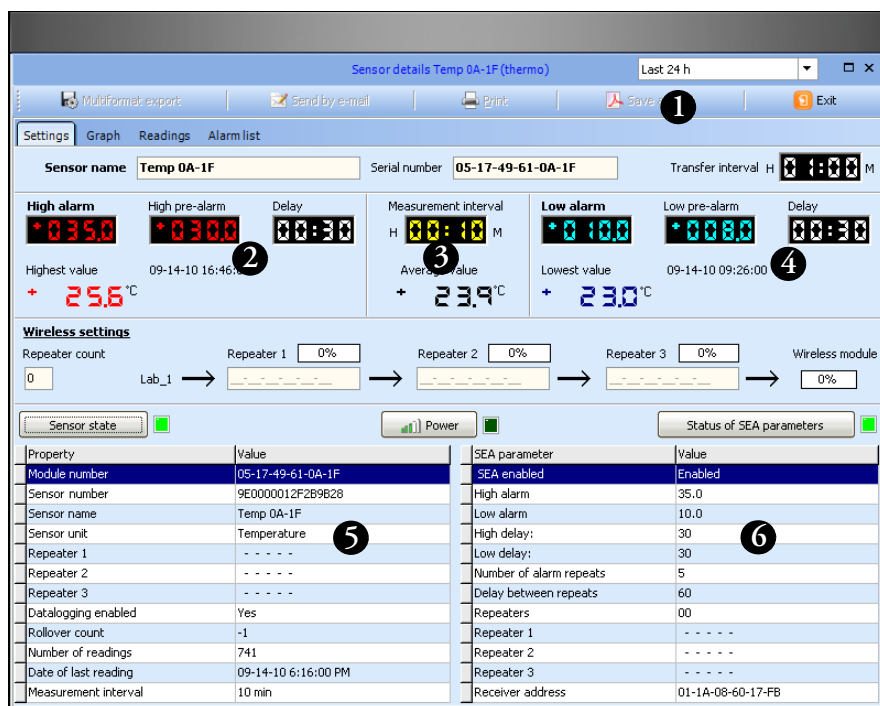 Sensor details Temp 0A-1F (thermo) Last 24 h
Multiformat export Send by e-mail Print Save 1 Exit
Settings Graph Readings Alarm list
Sensor name Temp 0A-1F Serial number 05-17-49-61-0A-1F Transfer interval H 01:00 M
High alarm High pre-alarm Delay Measurement interval Low alarm Low pre-alarm Delay
+035.0 +030.0 00:30 H 00:10 M +010.0 +008.0 00:30
2 3 4
Highest value 09-14-10 16:46 Average value Lowest value 09-14-10 09:26:00
+ 25.6 °C + 23.9 °C + 23.0 °C
Wireless settings
Repeater count Repeater 1 0% Repeater 2 0% Repeater 3 0% Wireless module
0 Lab_1 → _-_-_-_-_-_ → _-_-_-_-_-_ → _-_-_-_-_-_ → 0%
Sensor state Power Status of SEA parameters
Property Value SEA parameter Value
Module number 05-17-49-61-0A-1F SEA enabled Enabled
Sensor number 9E0000012F2B9B28 High alarm 35.0
Sensor name Temp 0A-1F Low alarm 10.0
Sensor unit Temperature 5 High delay: 30 6
Repeater 1 - - - - - Low delay: 30
Repeater 2 - - - - - Number of alarm repeats 5
Repeater 3 - - - - - Delay between repeats 60
Datalogging enabled Yes Repeaters 00
Rollover count -1 Repeater 1 - - - - -
Number of readings 741 Repeater 2 - - - - -
Date of last reading 09-14-10 6:16:00 PM Repeater 3 - - - - -
Measurement interval 10 min Receiver address 01-1A-08-60-17-FB